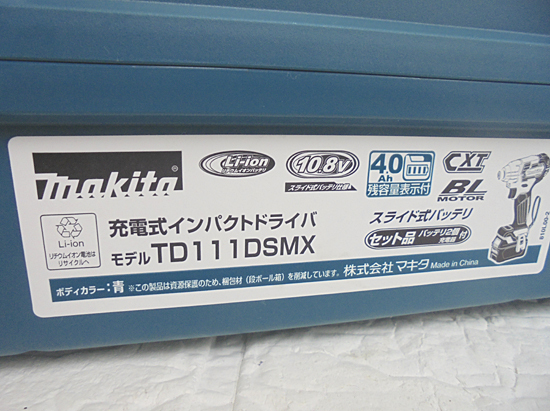 makita®
Li-ion
リチウムイオンバッテリ
10.8V
スライド式バッテリ仕様
4.0
Ah
残容量表示付
CXT
BL
MOTOR
充電式インパクトドライバ
モデル TD111DSMX
スライド式バッテリ
セット品 バッテリ2個 充電器 付
Li-ion
リチウムイオン電池は
リサイクルへ
ボディカラー：青 ※この製品は資源保護のため、梱包材（段ボール箱）を削減しています。 株式会社マキタ Made in China
810L60-2